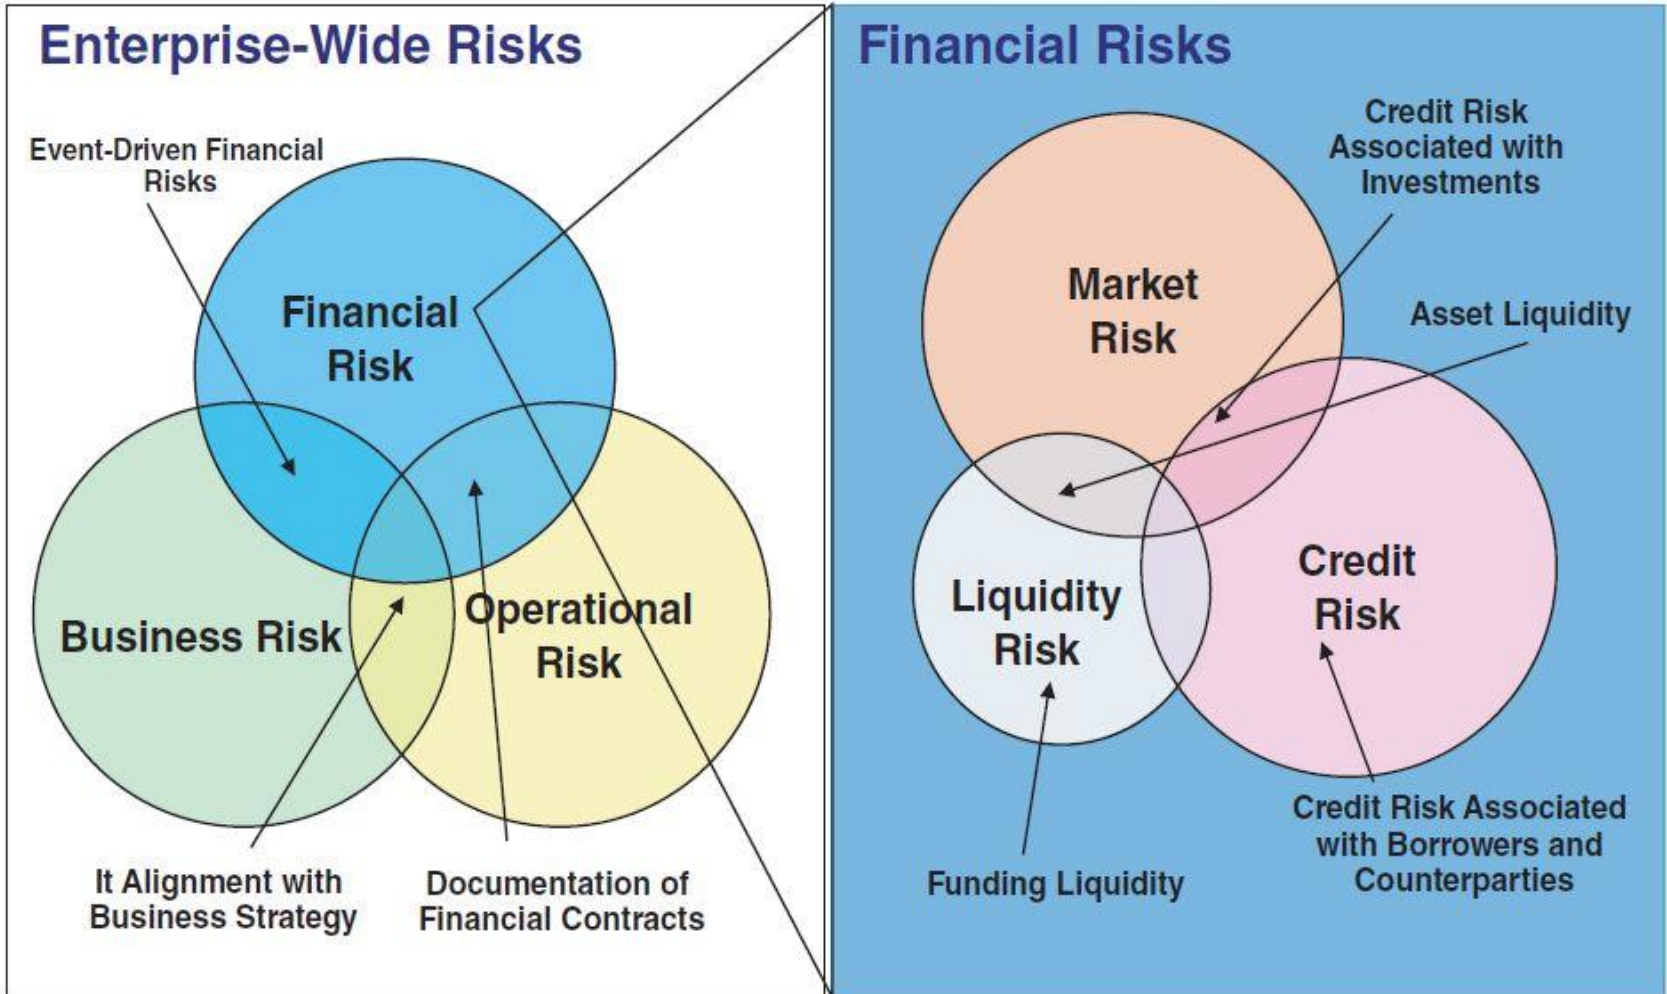 Enterprise-Wide Risks
Event-Driven Financial
Risks
Financial
Risk
Business Risk
Operational
Risk
It Alignment with
Business Strategy
Documentation of
Financial Contracts
Financial Risks
Credit Risk
Associated with
Investments
Market
Risk
Asset Liquidity
Liquidity
Risk
Credit
Risk
Funding Liquidity
Credit Risk Associated
with Borrowers and
Counterparties